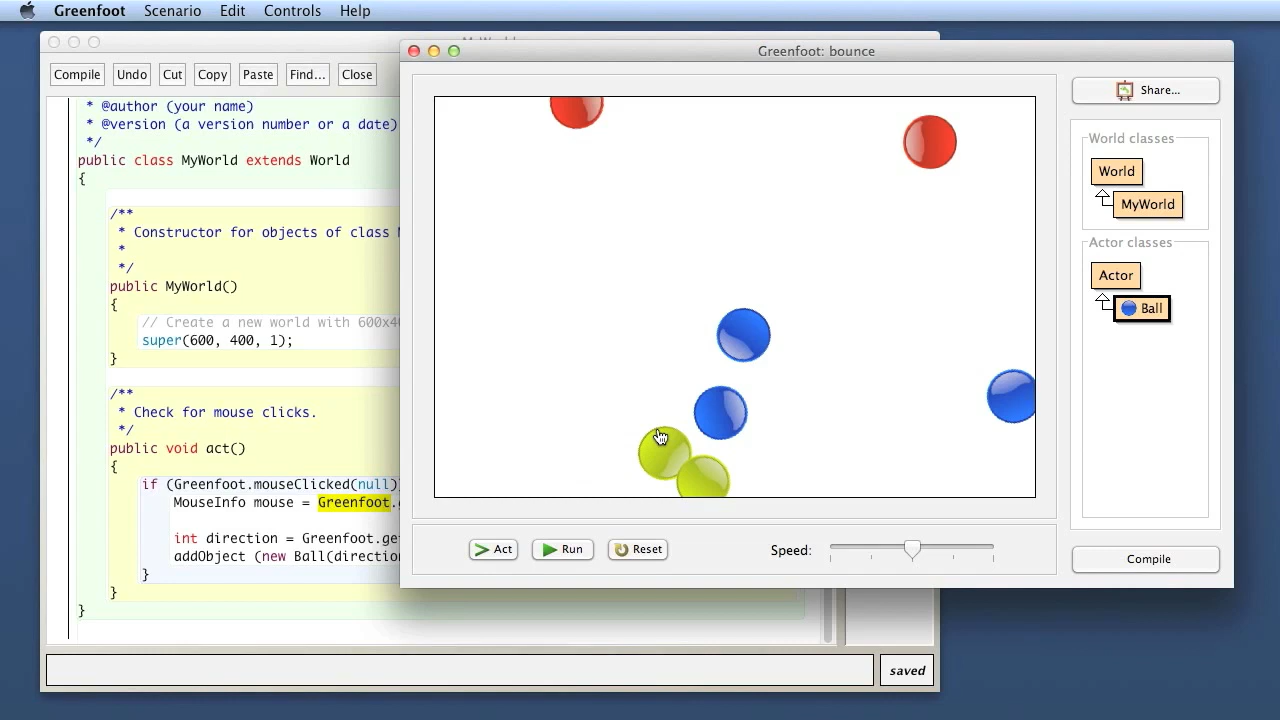 Greenfoot Scenario Edit Controls Help
Compile Undo Cut Copy Paste Find... Close
* @author (your name)
* @version (a version number or a date)
*/
public class MyWorld extends World
{
/**
* Constructor for objects of class
*
*/
public MyWorld()
{
// Create a new world with 600x40
super(600, 400, 1);
}
/**
* Check for mouse clicks.
*/
public void act()
{
if (Greenfoot.mouseClicked(null)
MouseInfo mouse = Greenfoot.
int direction = Greenfoot.get
addObject (new Ball(direction
}
}
}
saved
Greenfoot: bounce
Share...
World classes
World
MyWorld
Actor classes
Actor
Ball
Act Run Reset Speed:
Compile